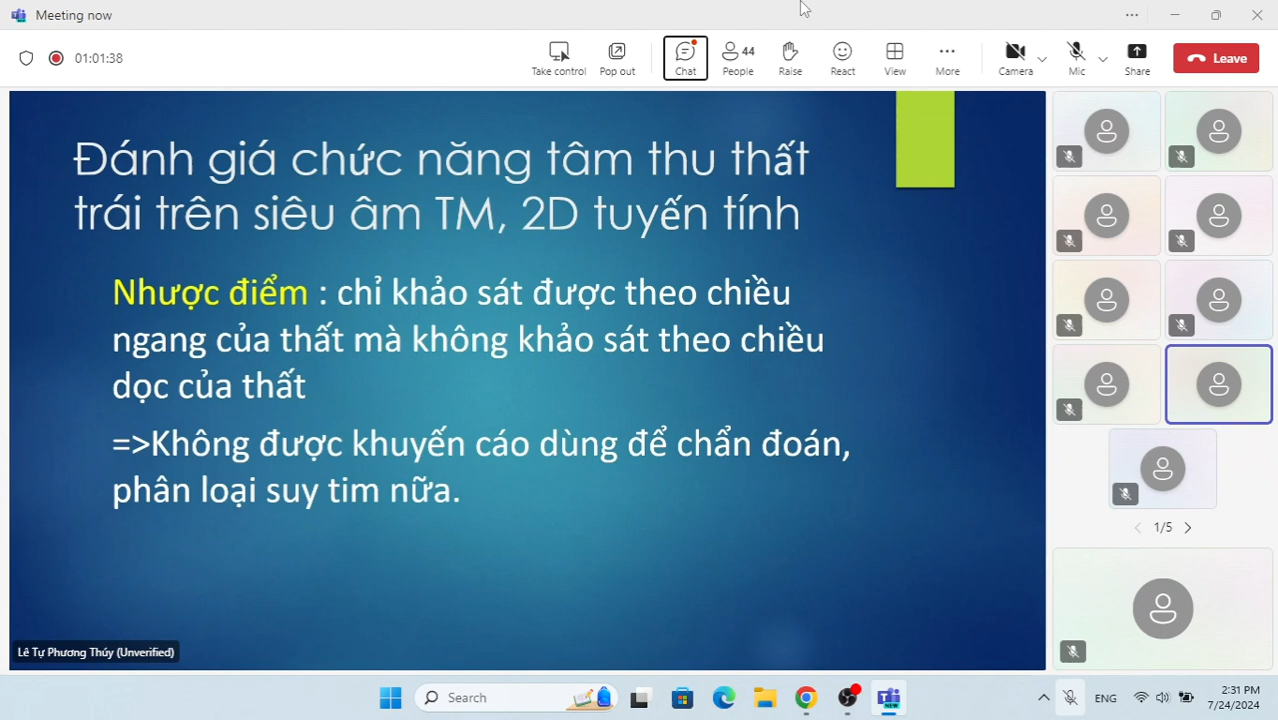 Meeting now
01:01:38
Take control
Pop out
Chat
44
People
Raise
React
View
More
Camera
Mic
Share
Leave
Đánh giá chức năng tâm thu thất
trái trên siêu âm TM, 2D tuyến tính
Nhược điểm : chỉ khảo sát được theo chiều
ngang của thất mà không khảo sát theo chiều
dọc của thất
=>Không được khuyến cáo dùng để chẩn đoán,
phân loại suy tim nữa.
Lê Tự Phương Thúy (Unverified)
1/5
Search
NEW
ENG
2:31 PM
7/24/2024